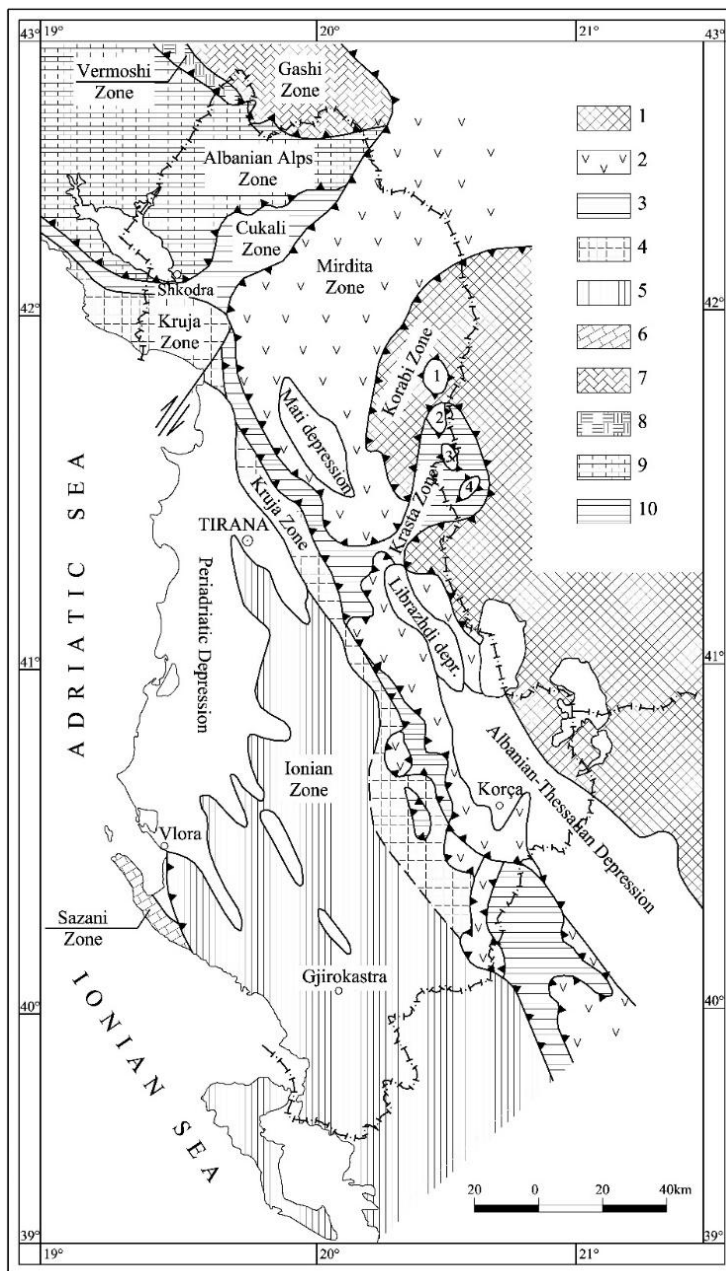 19°
20°
21°
43°
43°
Vermoshi
Zone
Gashi
Zone
Albanian Alps
Zone
Cukali
Zone
Mirdita
Zone
Shkodra
42°
42°
Kruja
Zone
Korabi Zone
1
2
3
4
Mati depression
Krasta Zone
Kruja Zone
TIRANA
Periadriatic Depression
Librazhdi depr.
ADRIATIC SEA
41°
41°
Ionian
Zone
Korça
Albanian-Thessalian Depression
Vlora
Sazani
Zone
Gjirokastra
40°
40°
IONIAN SEA
1
2
3
4
5
6
7
8
9
10
20 0 20 40km
39°
39°
19°
20°
21°